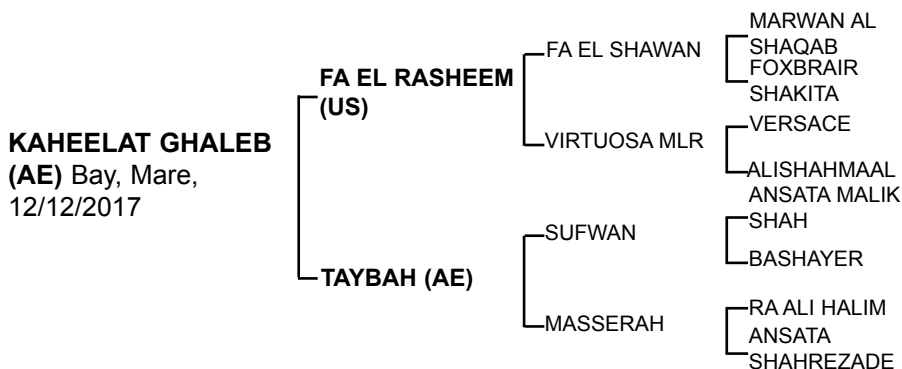 KAHEELAT GHALEB
(AE) Bay, Mare,
12/12/2017
FA EL RASHEEM
(US)
TAYBAH (AE)
FA EL SHAWAN
VIRTUOSA MLR
SUFWAN
MASSERAH
MARWAN AL
SHAQAB
FOXBRAIR
SHAKITA
VERSACE
ALISHAHMAAL
ANSATA MALIK
SHAH
BASHAYER
RA ALI HALIM
ANSATA
SHAHREZADE